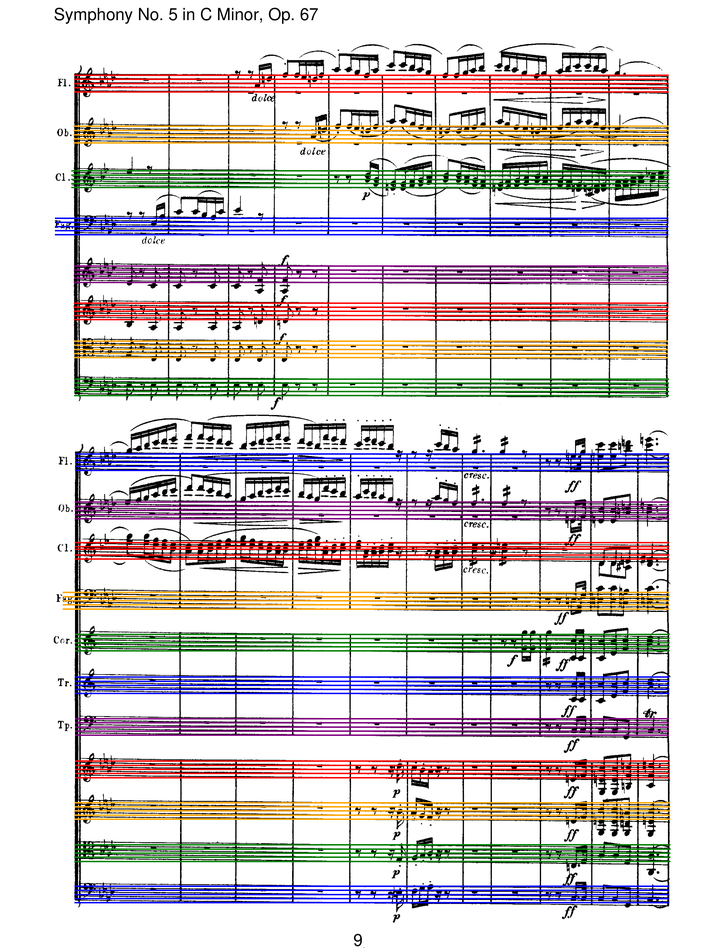 Symphony No. 5 in C Minor, Op. 67
Fl.
dolce
Ob.
dolce
Cl.
p
Fag.
dolce
f
f
f
f
Fl.
cresc.
ff
Ob.
cresc.
ff
Cl.
cresc.
Fag.
ff
Cor.
f
ff
Tr.
ff
tr
Tp.
ff
p
ff
p
ff
p
ff
p
ff
9